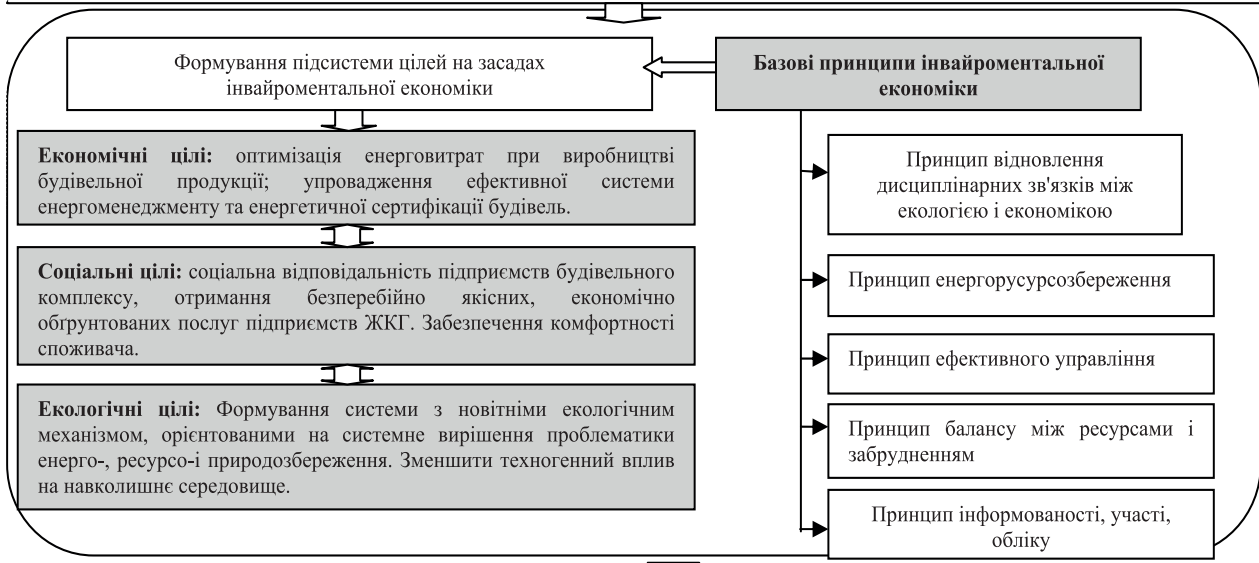 Формування підсистеми цілей на засадах
інвайроментальної економіки
Базові принципи інвайроментальної
економіки
Економічні цілі: оптимізація енерговитрат при виробництві
будівельної продукції; упровадження ефективної системи
енергоменеджменту та енергетичної сертифікації будівель.
Соціальні цілі: соціальна відповідальність підприємств будівельного
комплексу, отримання безперебійно якісних, економічно
обґрунтованих послуг підприємств ЖКГ. Забезпечення комфортності
споживача.
Екологічні цілі: Формування системи з новітніми екологічним
механізмом, орієнтованими на системне вирішення проблематики
енерго-, ресурсо-і природозбереження. Зменшити техногенний вплив
на навколишнє середовище.
Принцип відновлення
дисциплінарних зв'язків між
екологією і економікою
Принцип енергорусурсозбереження
Принцип ефективного управління
Принцип балансу між ресурсами і
забрудненням
Принцип інформованості, участі,
обліку